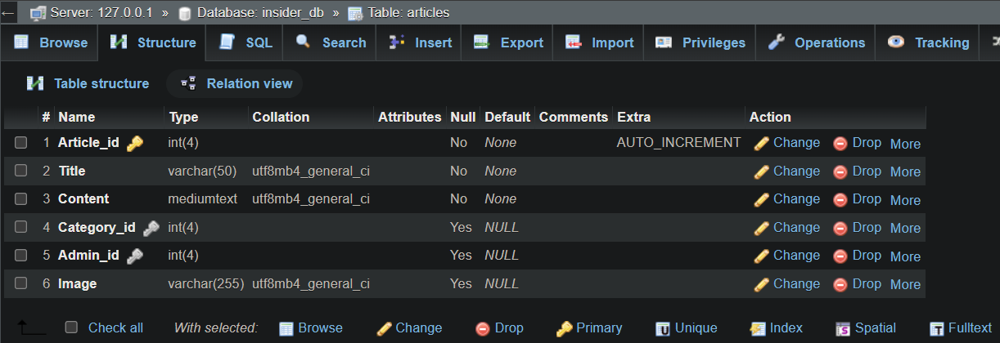 Server: 127.0.0.1 » Database: insider_db » Table: articles
Browse Structure SQL Search Insert Export Import Privileges Operations Tracking
Table structure Relation view
# Name Type Collation Attributes Null Default Comments Extra Action
1 Article_id int(4) No None AUTO_INCREMENT Change Drop More
2 Title varchar(50) utf8mb4_general_ci No None Change Drop More
3 Content mediumtext utf8mb4_general_ci No None Change Drop More
4 Category_id int(4) Yes NULL Change Drop More
5 Admin_id int(4) Yes NULL Change Drop More
6 Image varchar(255) utf8mb4_general_ci Yes NULL Change Drop More
Check all With selected: Browse Change Drop Primary Unique Index Spatial Fulltext